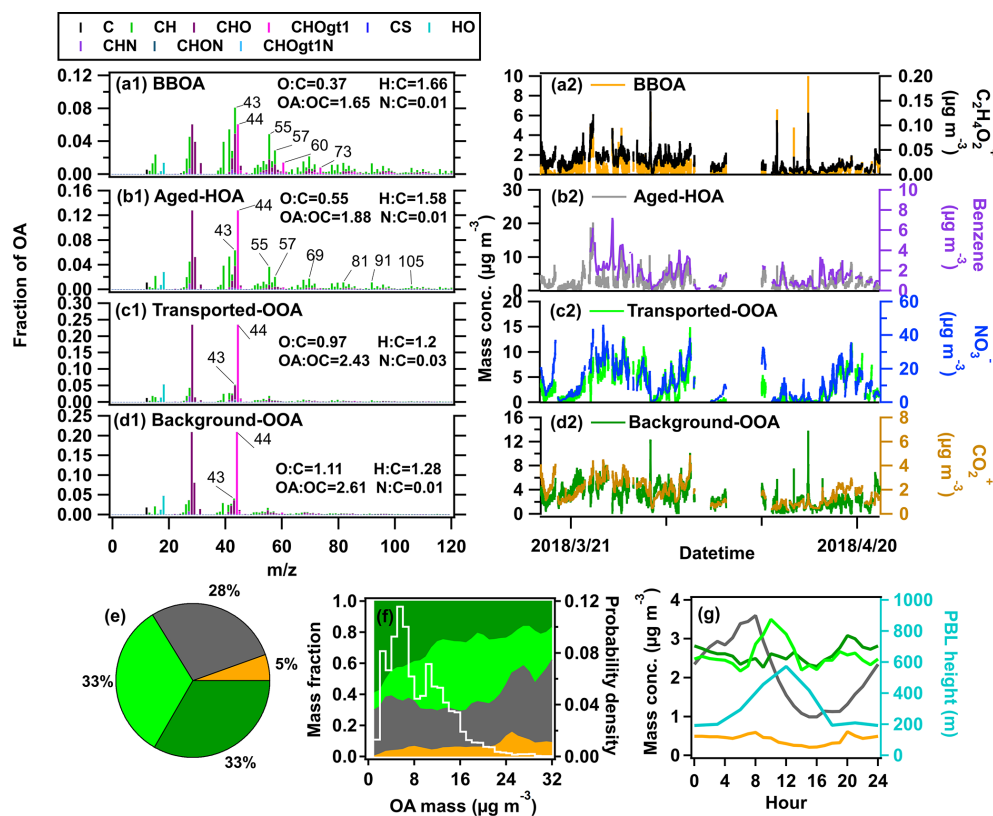 C CH CHO CHOgt1 CS HO
CHN CHON CHOgt1N
Fraction of OA
0.12
0.08
0.04
0.00
(a1) BBOA
O:C=0.37 H:C=1.66
OA:OC=1.65 N:C=0.01
43
44
55
57
60
73
0.16
0.12
0.08
0.04
0.00
(b1) Aged-HOA
O:C=0.55 H:C=1.58
OA:OC=1.88 N:C=0.01
44
43
55
57
69
81
91
105
0.30
0.25
0.20
0.15
0.10
0.05
0.00
(c1) Transported-OOA
O:C=0.97 H:C=1.2
OA:OC=2.43 N:C=0.03
44
43
0.25
0.20
0.15
0.10
0.05
0.00
(d1) Background-OOA
O:C=1.11 H:C=1.28
OA:OC=2.61 N:C=0.01
44
43
0 20 40 60 80 100 120
m/z
Mass conc. (µg m⁻³)
10
8
6
4
2
0
(a2) BBOA
0.20
0.15
0.10
0.05
0.00
C₂H₄O₂⁺
(µg m⁻³)
30
20
10
0
(b2) Aged-HOA
10
8
6
4
2
0
Benzene
(µg m⁻³)
20
15
10
5
0
(c2) Transported-OOA
60
40
20
0
NO₃⁻
(µg m⁻³)
16
12
8
4
0
(d2) Background-OOA
8
6
4
2
0
CO₂⁺
(µg m⁻³)
2018/3/21 2018/4/20
Datetime
(e)
28%
5%
33%
33%
(f)
Mass fraction
1.0
0.8
0.6
0.4
0.2
0.0
0.12
0.08
0.04
0.00
Probability density
0 8 16 24 32
OA mass (µg m⁻³)
(g)
Mass conc. (µg m⁻³)
4
3
2
1
0
1000
800
600
400
200
0
PBL height (m)
0 4 8 12 16 20 24
Hour